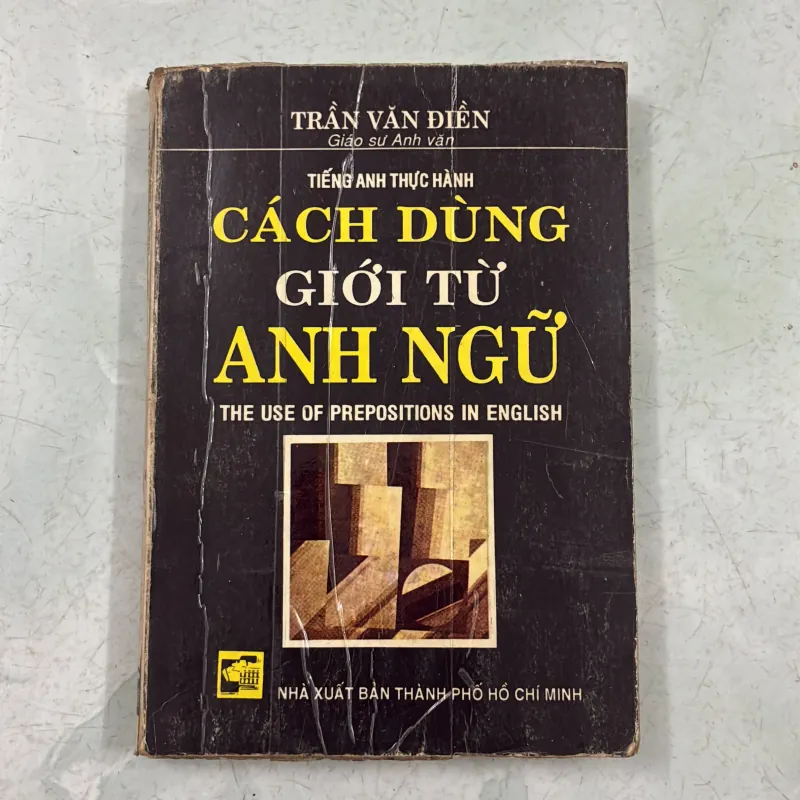 TRẦN VĂN ĐIỀN
Giáo sư Anh văn
TIẾNG ANH THỰC HÀNH
CÁCH DÙNG
GIỚI TỪ
ANH NGỮ
THE USE OF PREPOSITIONS IN ENGLISH
NHÀ XUẤT BẢN THÀNH PHỐ HỒ CHÍ MINH